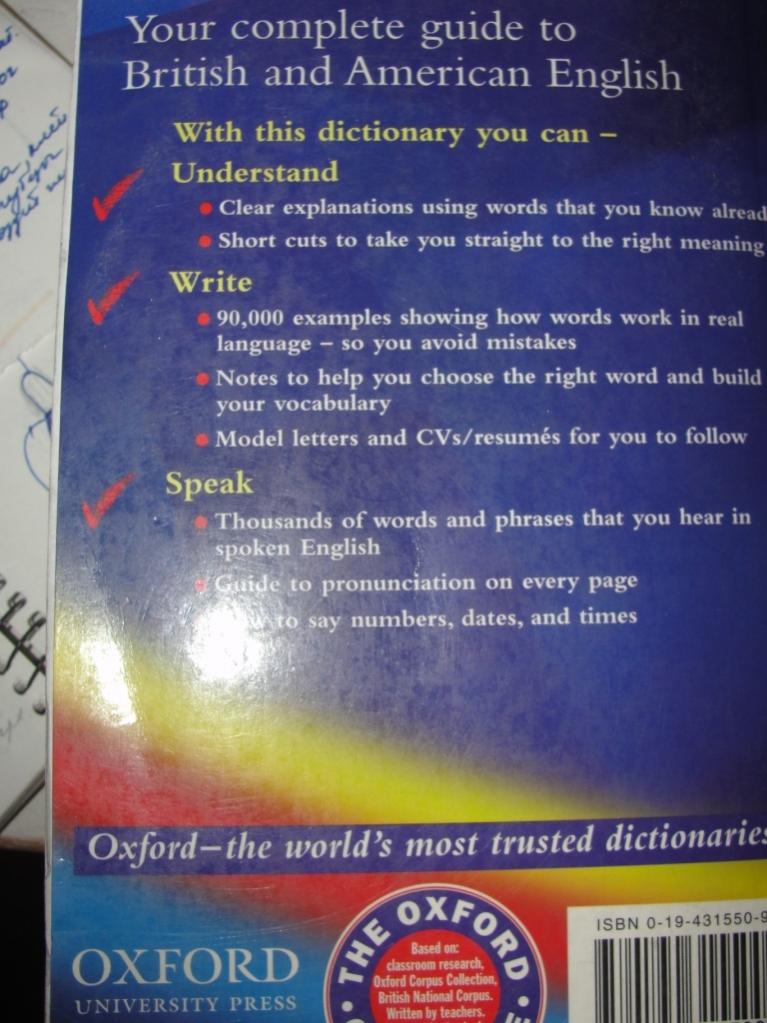 Your complete guide to
British and American English
With this dictionary you can –
Understand
Clear explanations using words that you know alread
Short cuts to take you straight to the right meaning
Write
90,000 examples showing how words work in real
language – so you avoid mistakes
Notes to help you choose the right word and build
your vocabulary
Model letters and CVs/resumés for you to follow
Speak
Thousands of words and phrases that you hear in
spoken English
Guide to pronunciation on every page
to say numbers, dates, and times
Oxford–the world's most trusted dictionaries
THE OXFORD
Based on:
classroom research,
Oxford Corpus Collection,
British National Corpus.
Written by teachers.
OXFORD
UNIVERSITY PRESS
ISBN 0-19-431550-9